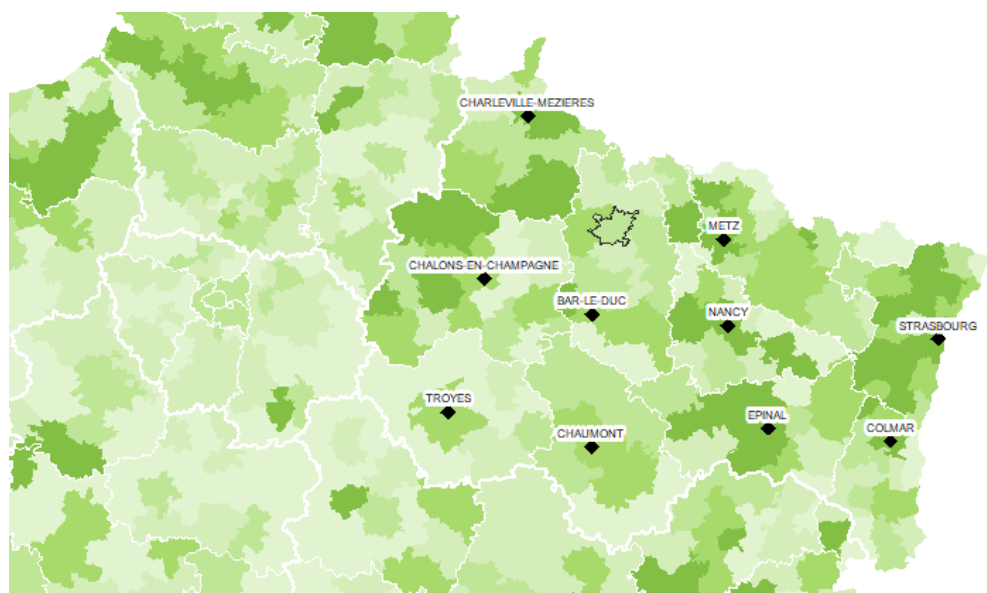 CHARLEVILLE-MEZIERES
METZ
CHALONS-EN-CHAMPAGNE
BAR-LE-DUC
NANCY
STRASBOURG
TROYES
EPINAL
CHAUMONT
COLMAR